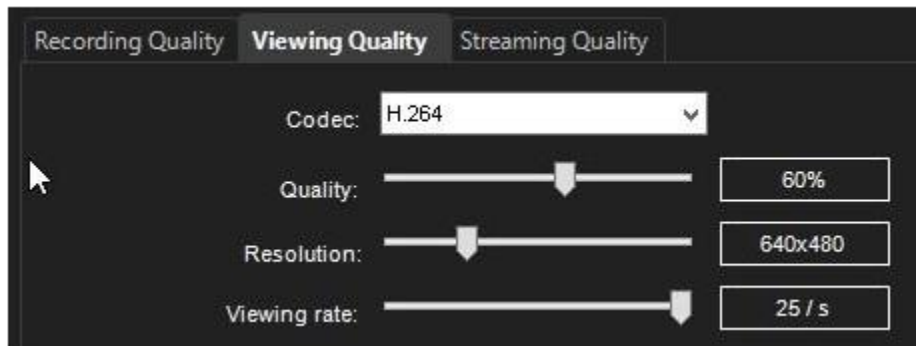 Recording Quality Viewing Quality Streaming Quality
Codec: H.264
Quality: 60%
Resolution: 640x480
Viewing rate: 25 / s